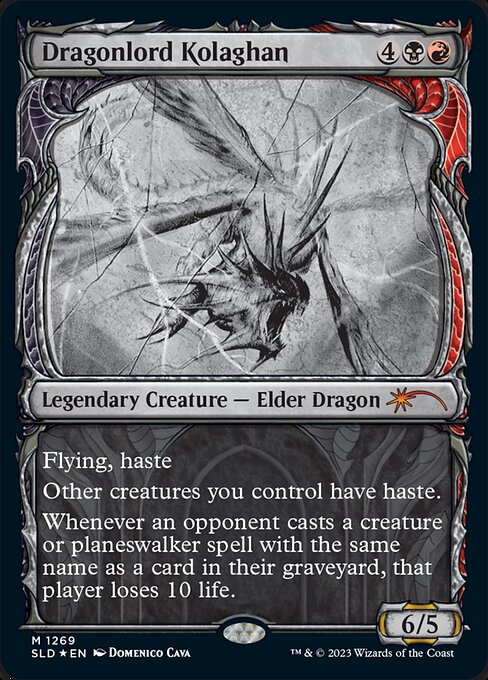 Dragonlord Kolaghan 4
Legendary Creature — Elder Dragon
Flying, haste
Other creatures you control have haste.
Whenever an opponent casts a creature
or planeswalker spell with the same
name as a card in their graveyard, that
player loses 10 life.
6/5
M 1269
SLD ★ EN Domenico Cava
™ & © 2023 Wizards of the Coast